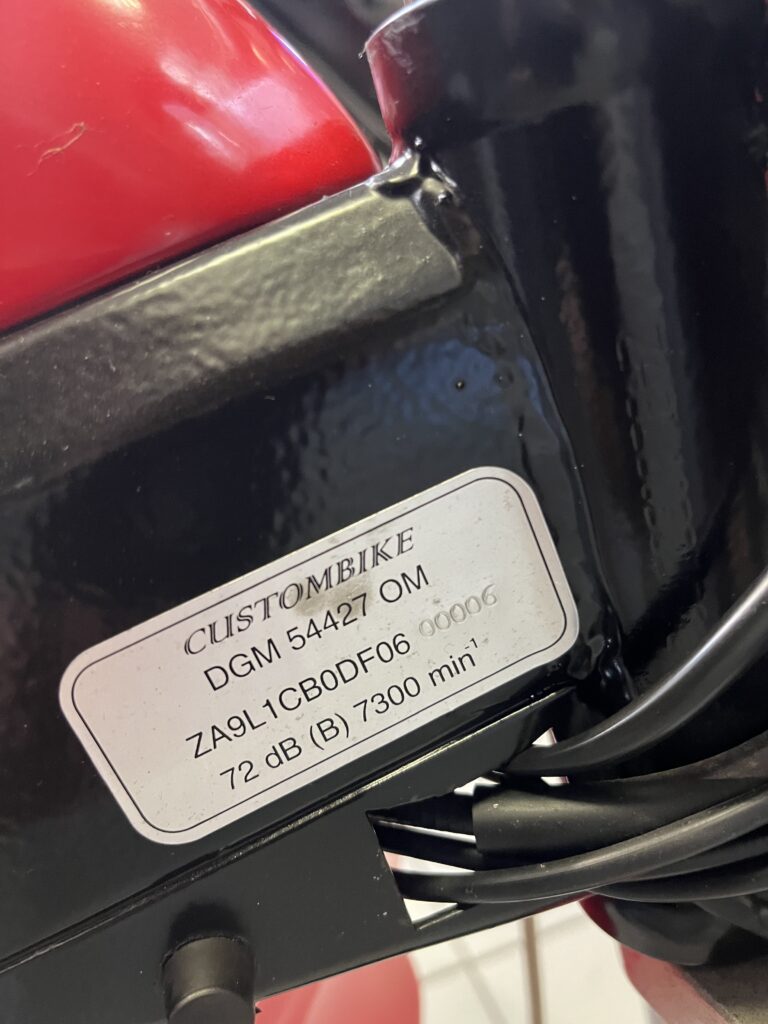 CUSTOMBIKE
DGM 54427 OM
ZA9L1CB0DF06 00006
72 dB (B) 7300 min⁻¹